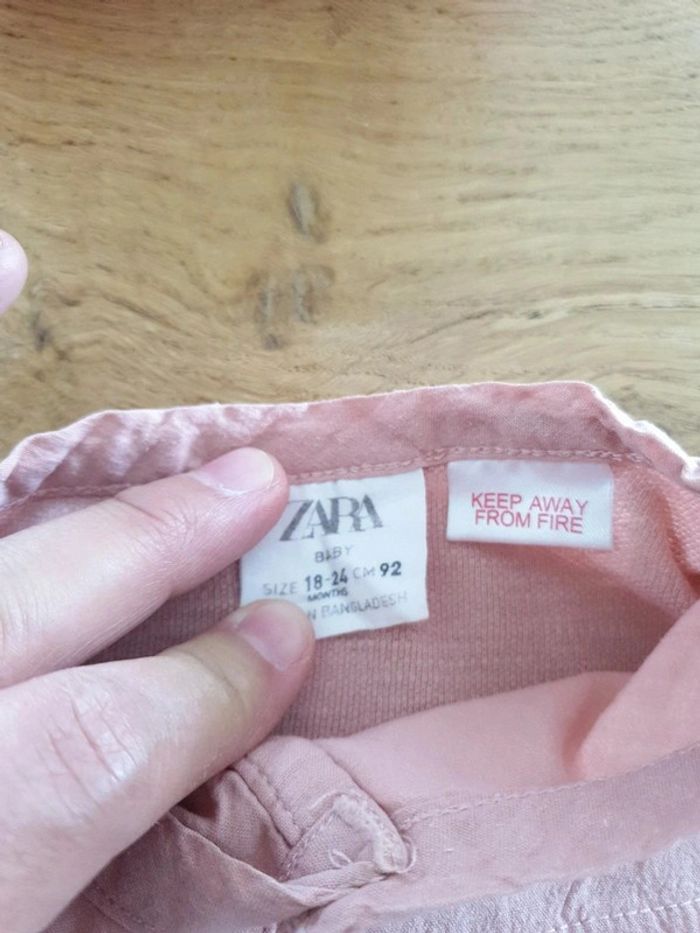 ZARA
BABY
SIZE 18-24 CM 92
MONTHS
N BANGLADESH
KEEP AWAY
FROM FIRE